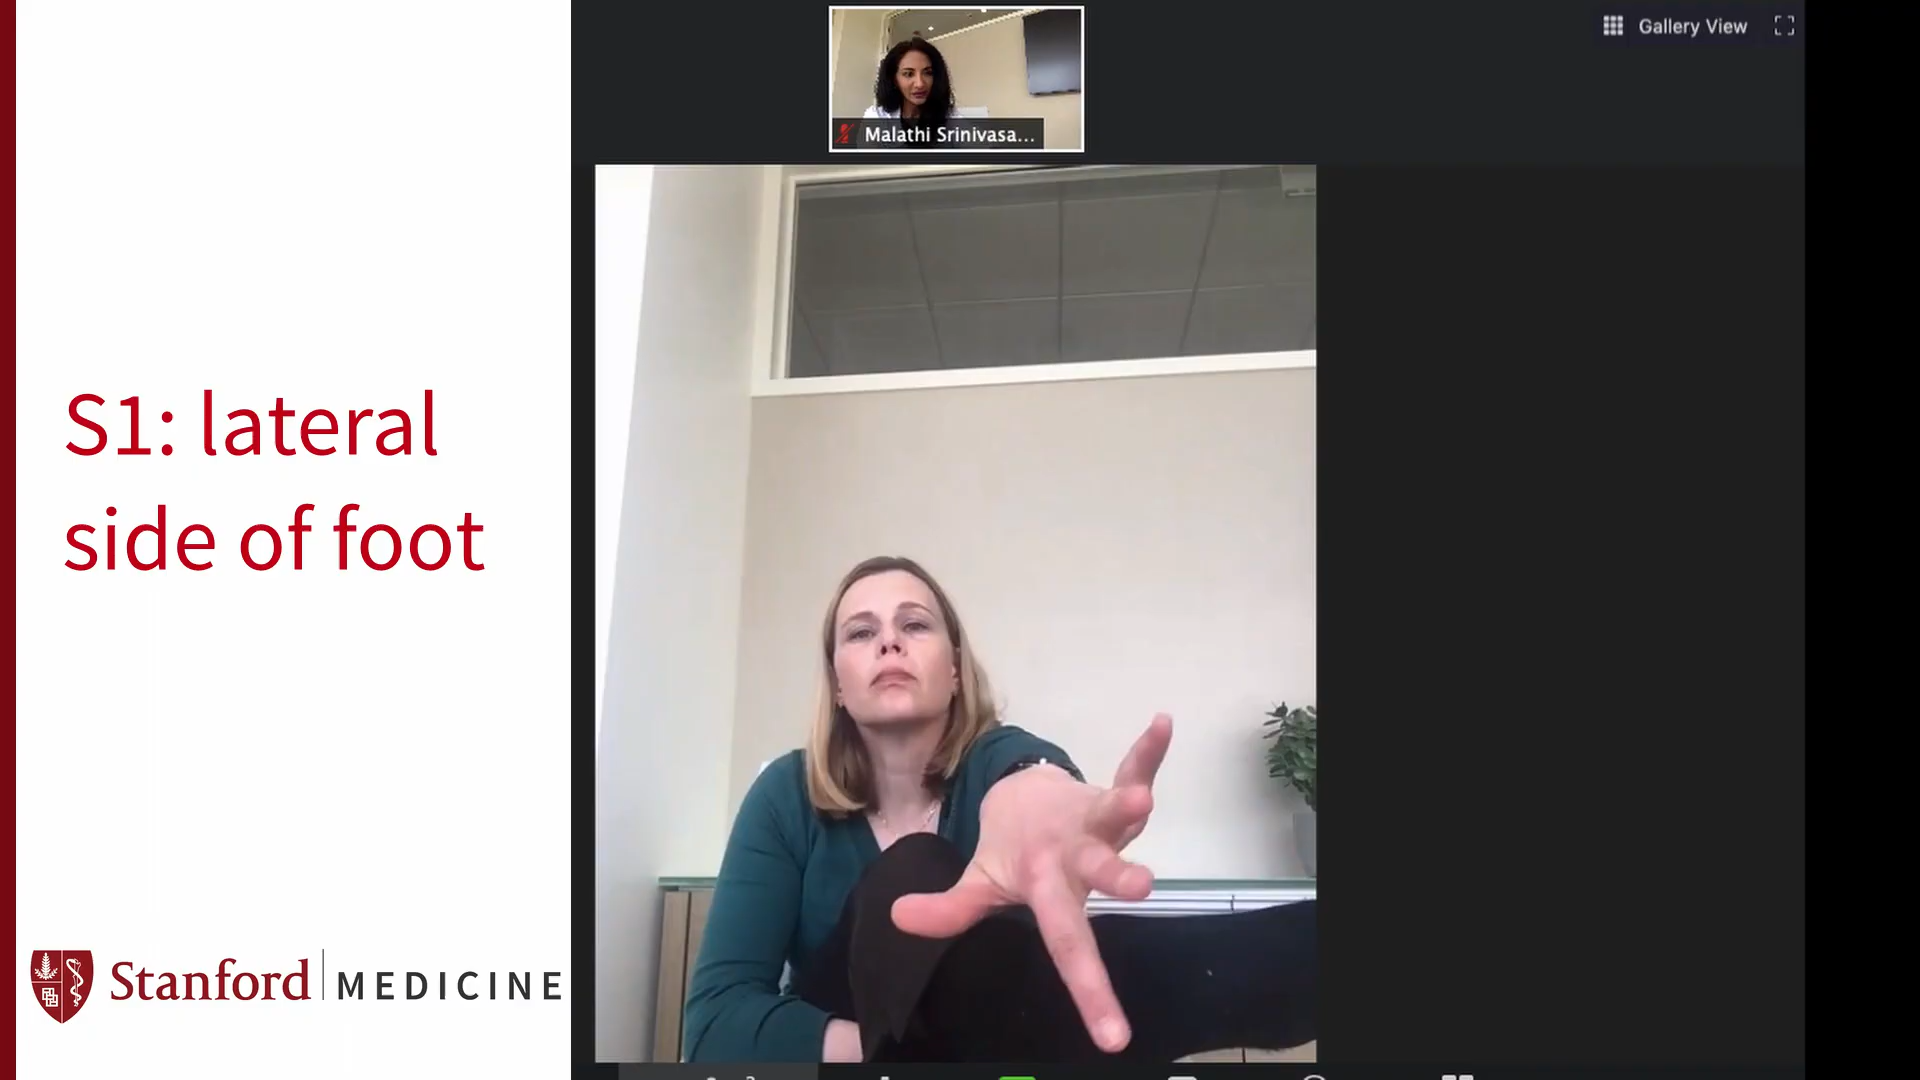 S1: lateral
side of foot
Stanford MEDICINE
Malathi Srinivasa...
Gallery View